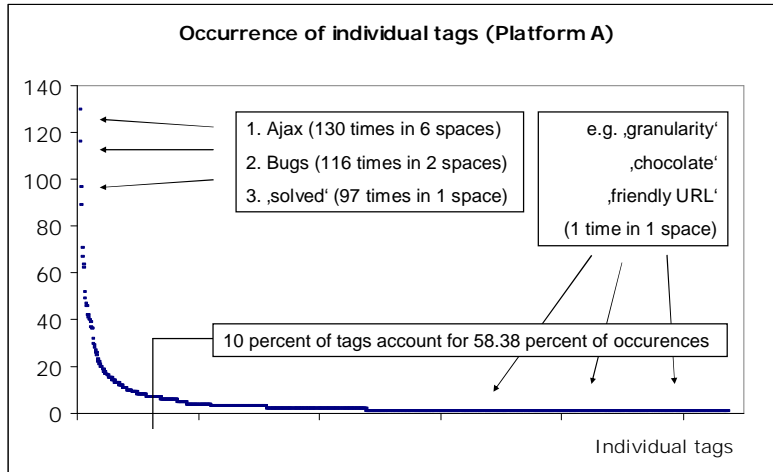 Occurrence of individual tags (Platform A)
140
120
100
80
60
40
20
0
1. Ajax (130 times in 6 spaces)
2. Bugs (116 times in 2 spaces)
3. ‚solved‘ (97 times in 1 space)
e.g. ‚granularity‘
‚chocolate‘
‚friendly URL‘
(1 time in 1 space)
10 percent of tags account for 58.38 percent of occurences
Individual tags